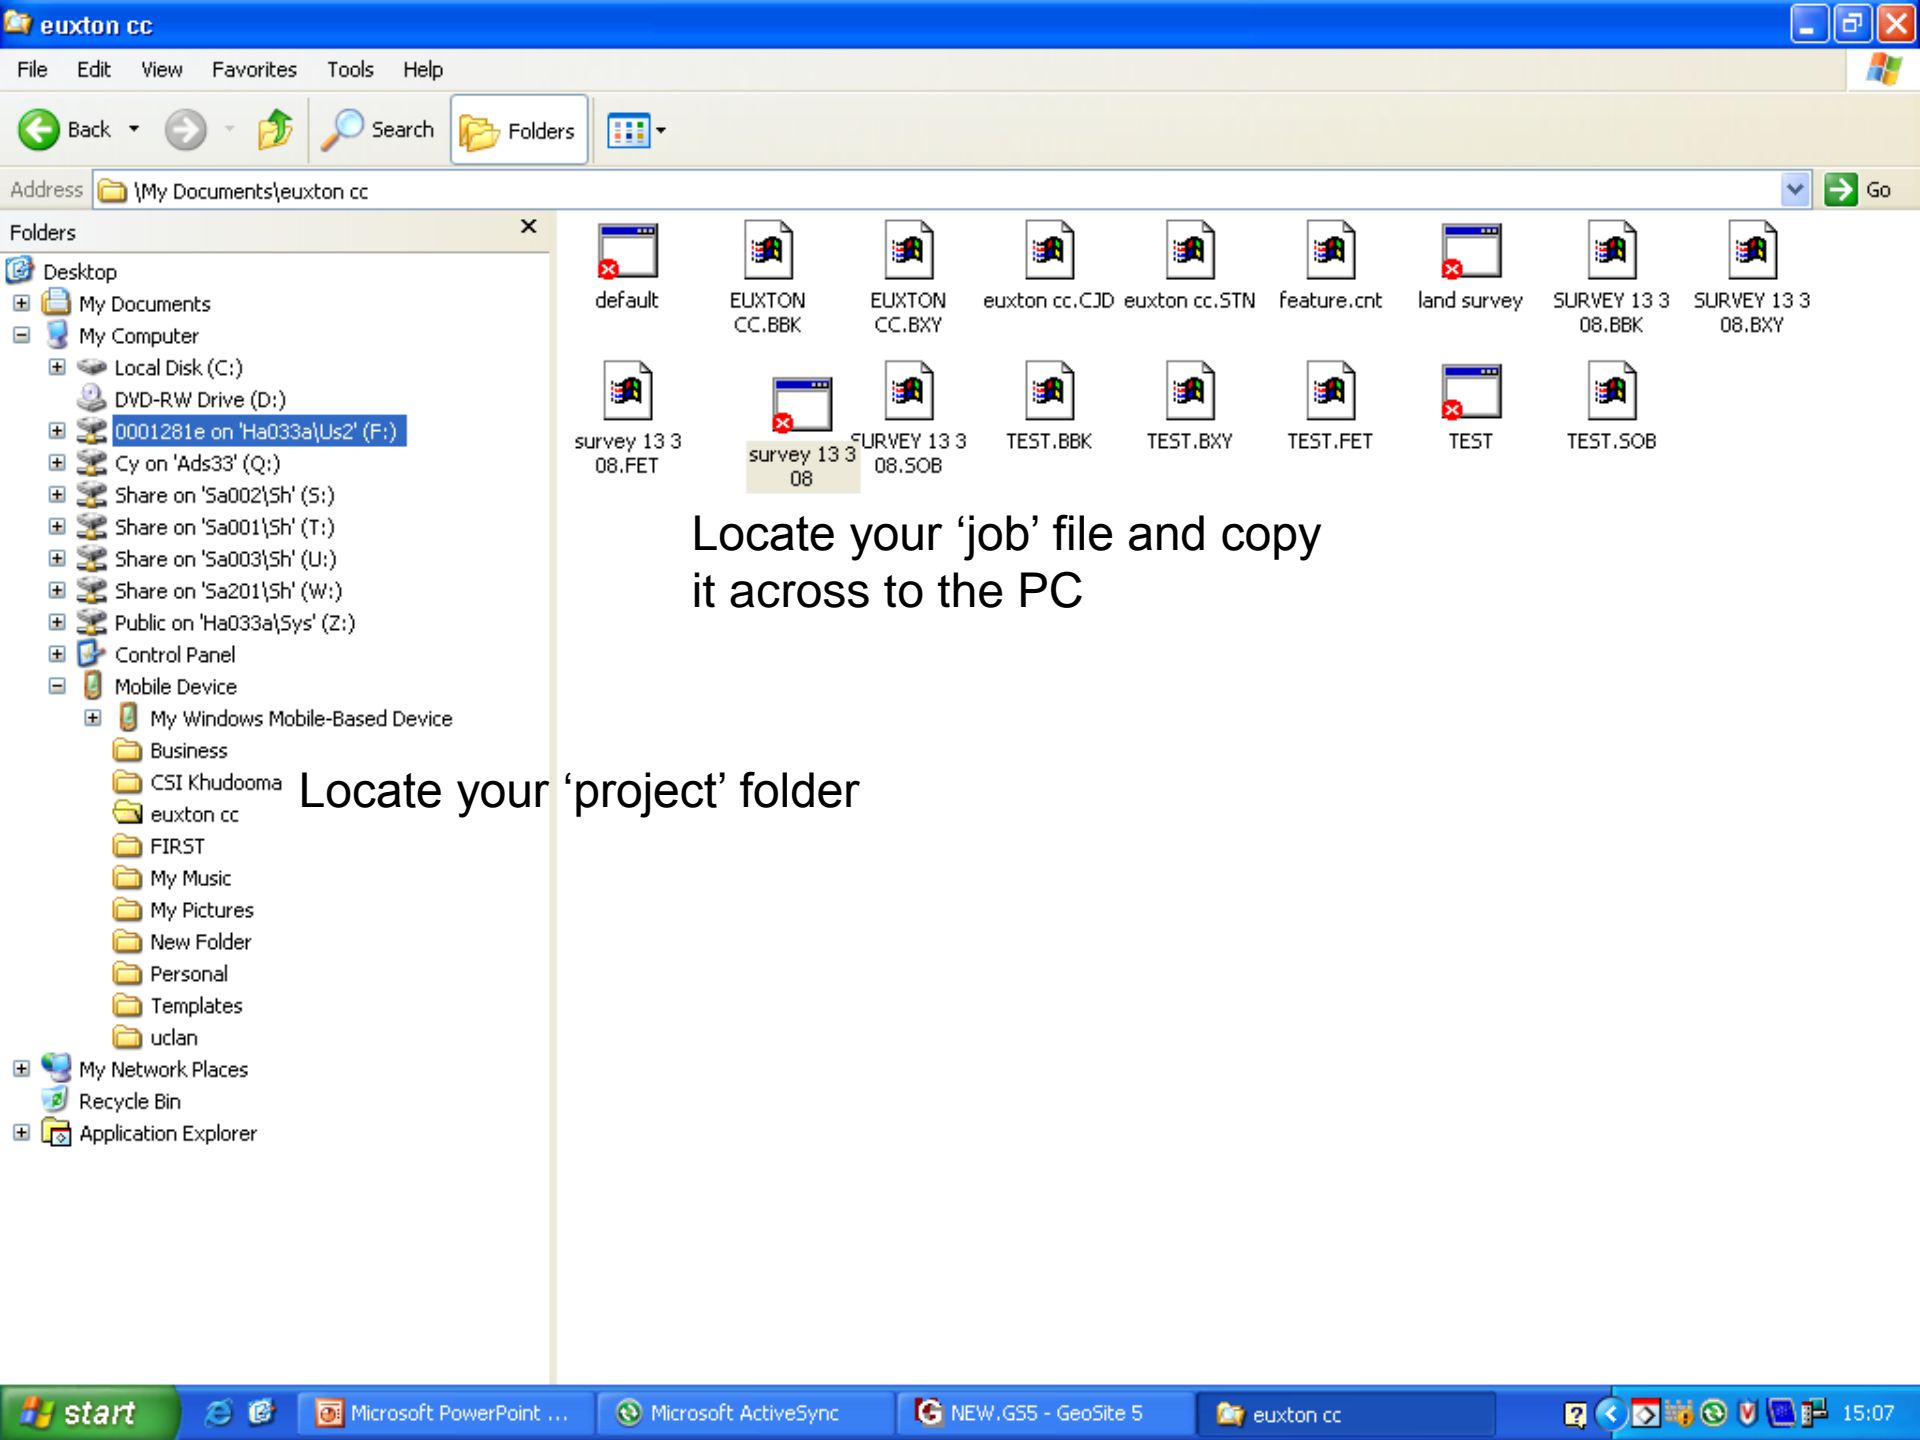 euxton cc
File Edit View Favorites Tools Help
Back Search Folders
Address \My Documents\euxton cc Go
Folders
Desktop
My Documents
My Computer
Local Disk (C:)
DVD-RW Drive (D:)
0001281e on 'Ha033a\Us2' (F:)
Cy on 'Ads33' (Q:)
Share on 'Sa002\Sh' (S:)
Share on 'Sa001\Sh' (T:)
Share on 'Sa003\Sh' (U:)
Share on 'Sa201\Sh' (W:)
Public on 'Ha033a\Sys' (Z:)
Control Panel
Mobile Device
My Windows Mobile-Based Device
Business
CSI Khudooma
euxton cc
FIRST
My Music
My Pictures
New Folder
Personal
Templates
uclan
My Network Places
Recycle Bin
Application Explorer
default
EUXTON
CC.BBK
EUXTON
CC.BXY
euxton cc.CJD
euxton cc.STN
feature.cnt
land survey
SURVEY 13 3
08.BBK
SURVEY 13 3
08.BXY
survey 13 3
08.FET
survey 13 3
08
SURVEY 13 3
08.SOB
TEST.BBK
TEST.BXY
TEST.FET
TEST
TEST.SOB
Locate your ‘job’ file and copy
it across to the PC
Locate your ‘project’ folder
start Microsoft PowerPoint ... Microsoft ActiveSync NEW.GS5 - GeoSite 5 euxton cc 15:07